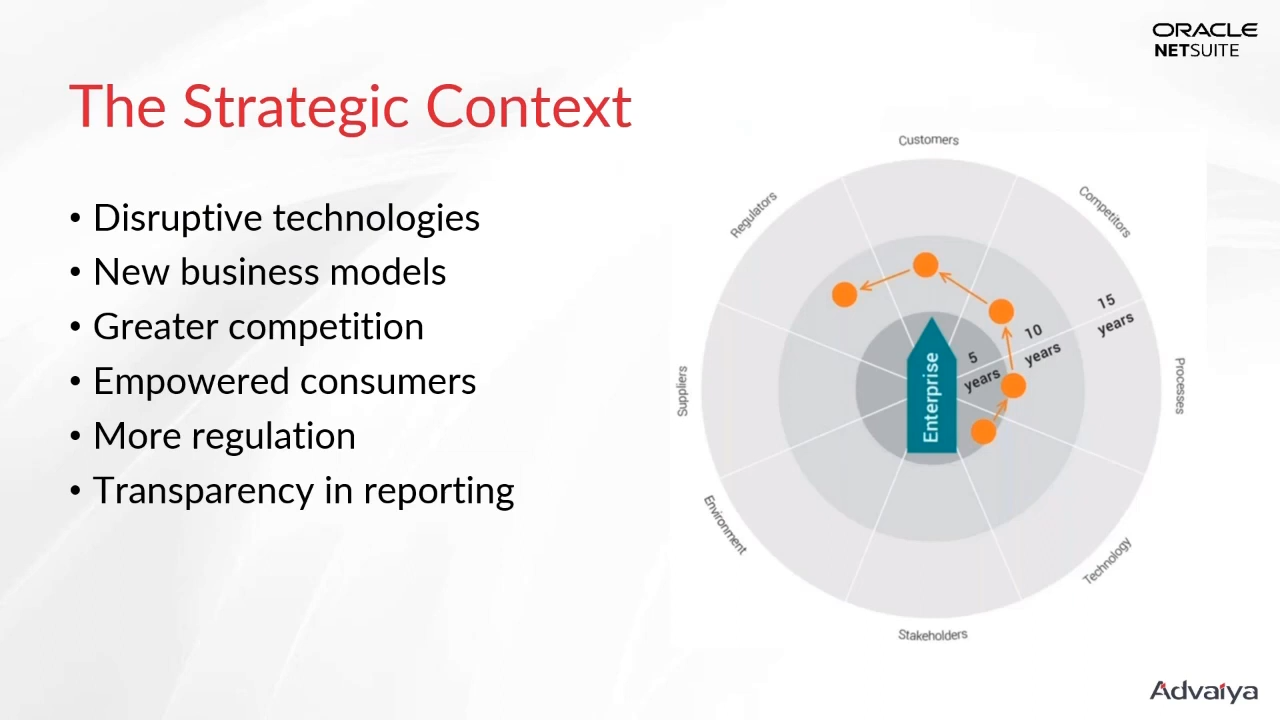 ORACLE
NETSUITE
The Strategic Context
• Disruptive technologies
• New business models
• Greater competition
• Empowered consumers
• More regulation
• Transparency in reporting
Customers
Regulators
Competitors
15
years
10
years
5
years
Enterprise
Suppliers
Processes
Environment
Technology
Stakeholders
Advaiya